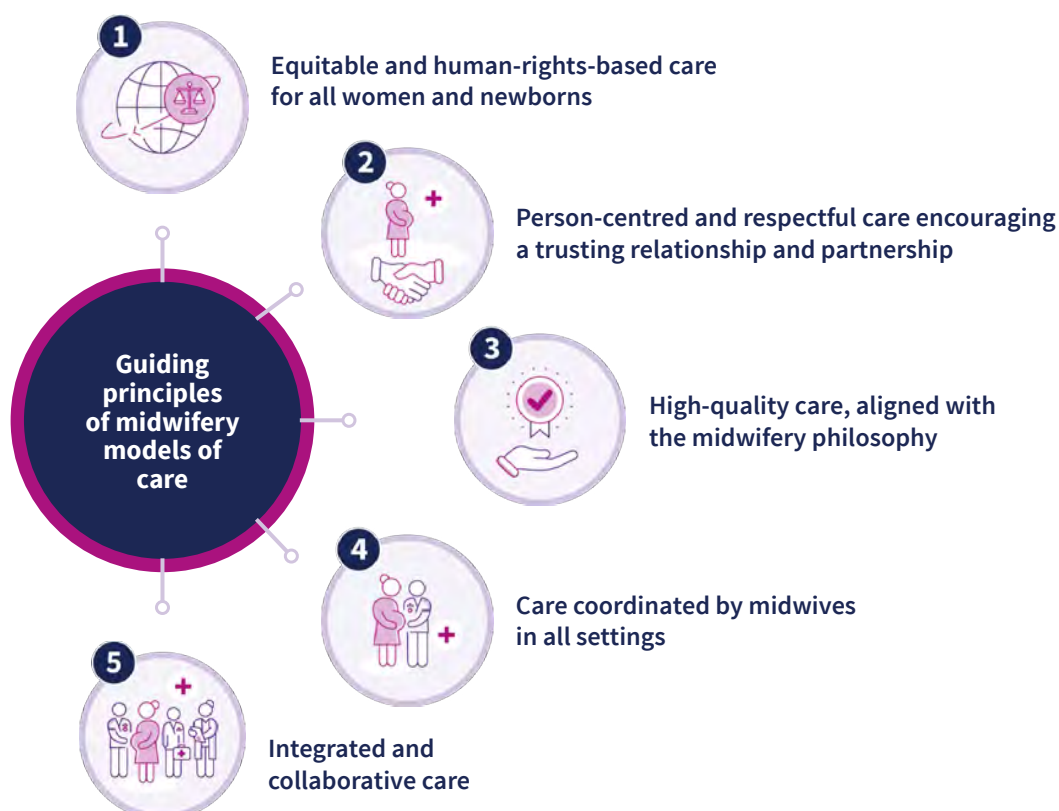 1
Equitable and human-rights-based care
for all women and newborns
2
Person-centred and respectful care encouraging
a trusting relationship and partnership
Guiding
principles
of midwifery
models of
care
3
High-quality care, aligned with
the midwifery philosophy
4
Care coordinated by midwives
in all settings
5
Integrated and
collaborative care